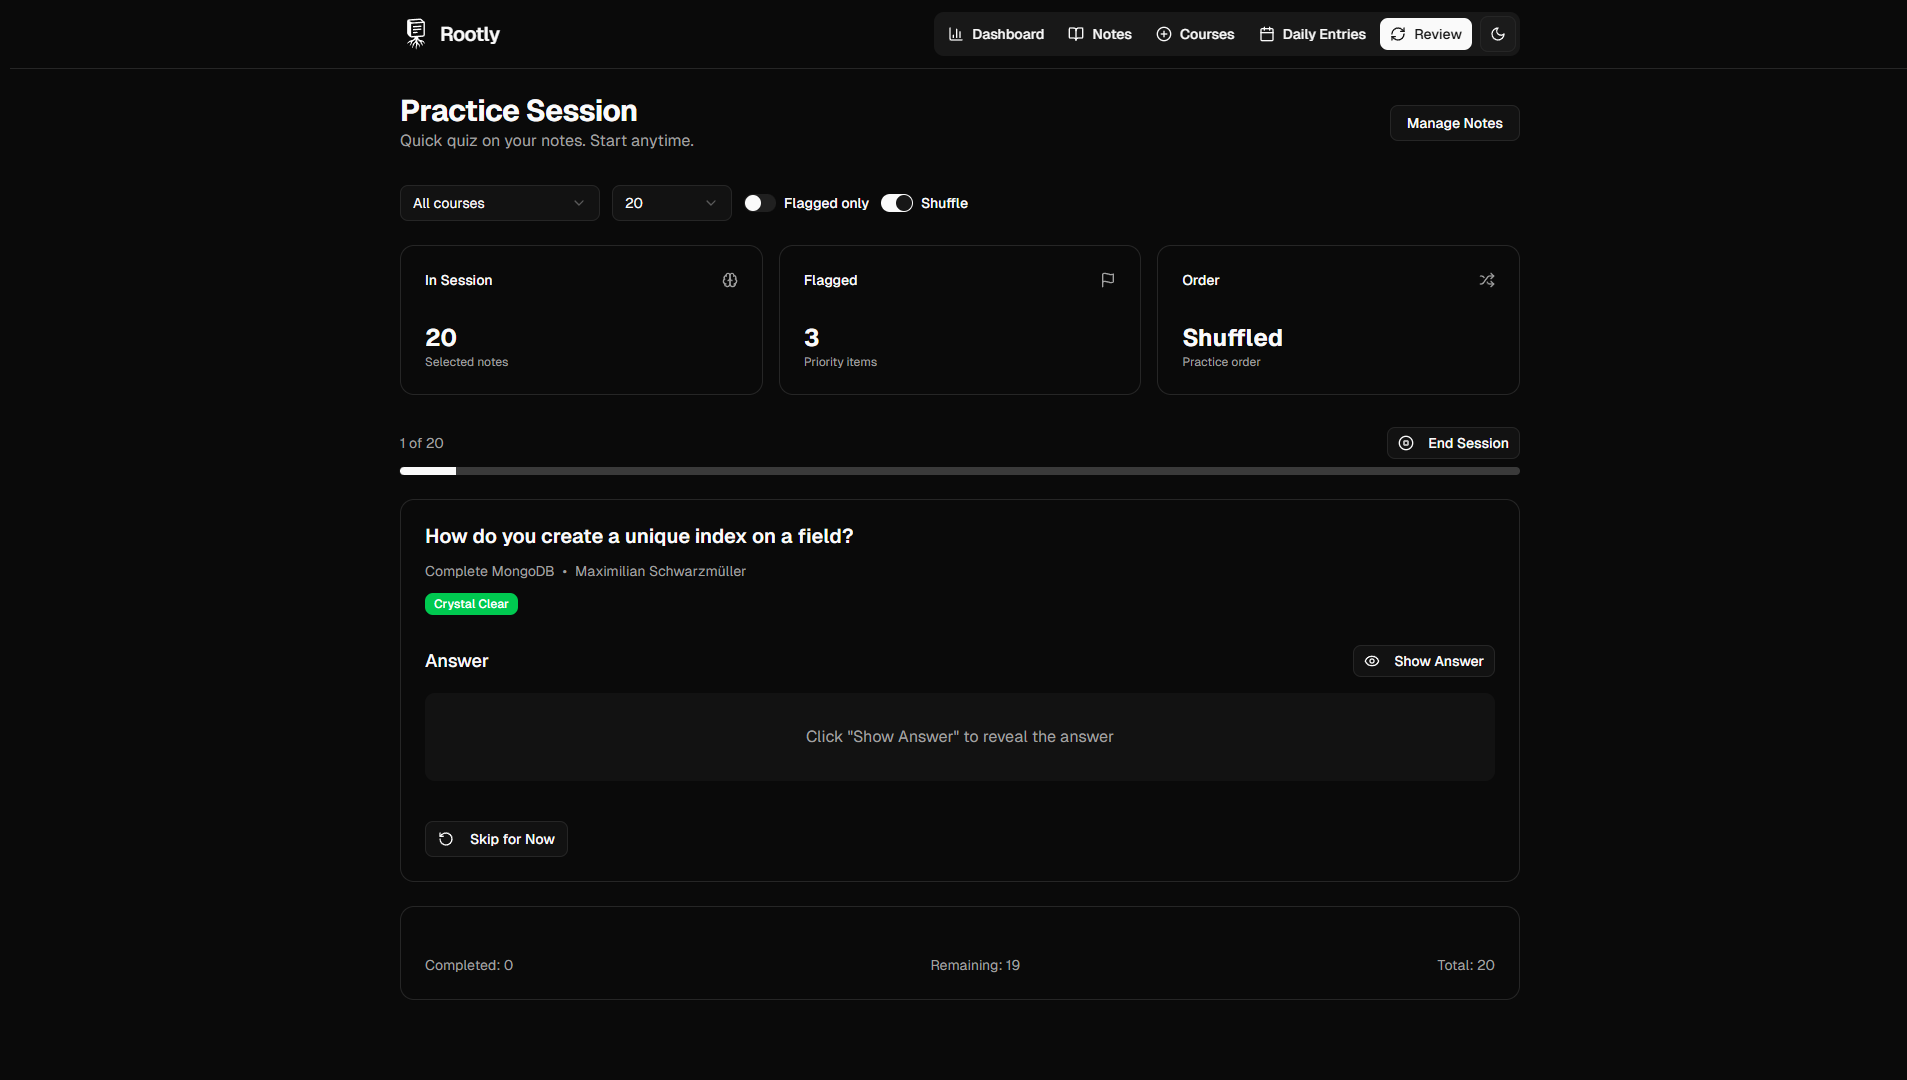 Rootly
Dashboard
Notes
Courses
Daily Entries
Review
Practice Session
Quick quiz on your notes. Start anytime.
Manage Notes
All courses
20
Flagged only
Shuffle
In Session
20
Selected notes
Flagged
3
Priority items
Order
Shuffled
Practice order
1 of 20
End Session
How do you create a unique index on a field?
Complete MongoDB • Maximilian Schwarzmüller
Crystal Clear
Answer
Show Answer
Click "Show Answer" to reveal the answer
Skip for Now
Completed: 0
Remaining: 19
Total: 20